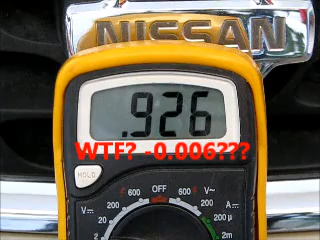 NISSAN
.926
WTF? -0.006???
HOLD
600 OFF 600 V~
V⎓ 200 200 A⎓
20 200 200µ
2 2m